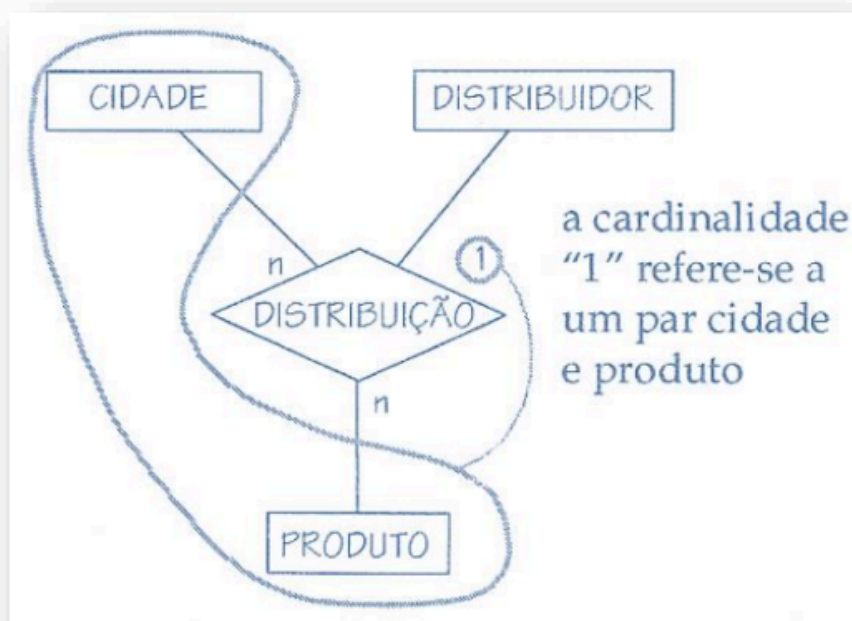 CIDADE
DISTRIBUIDOR
a cardinalidade
"1" refere-se a
um par cidade
e produto
n
1
DISTRIBUIÇÃO
n
PRODUTO